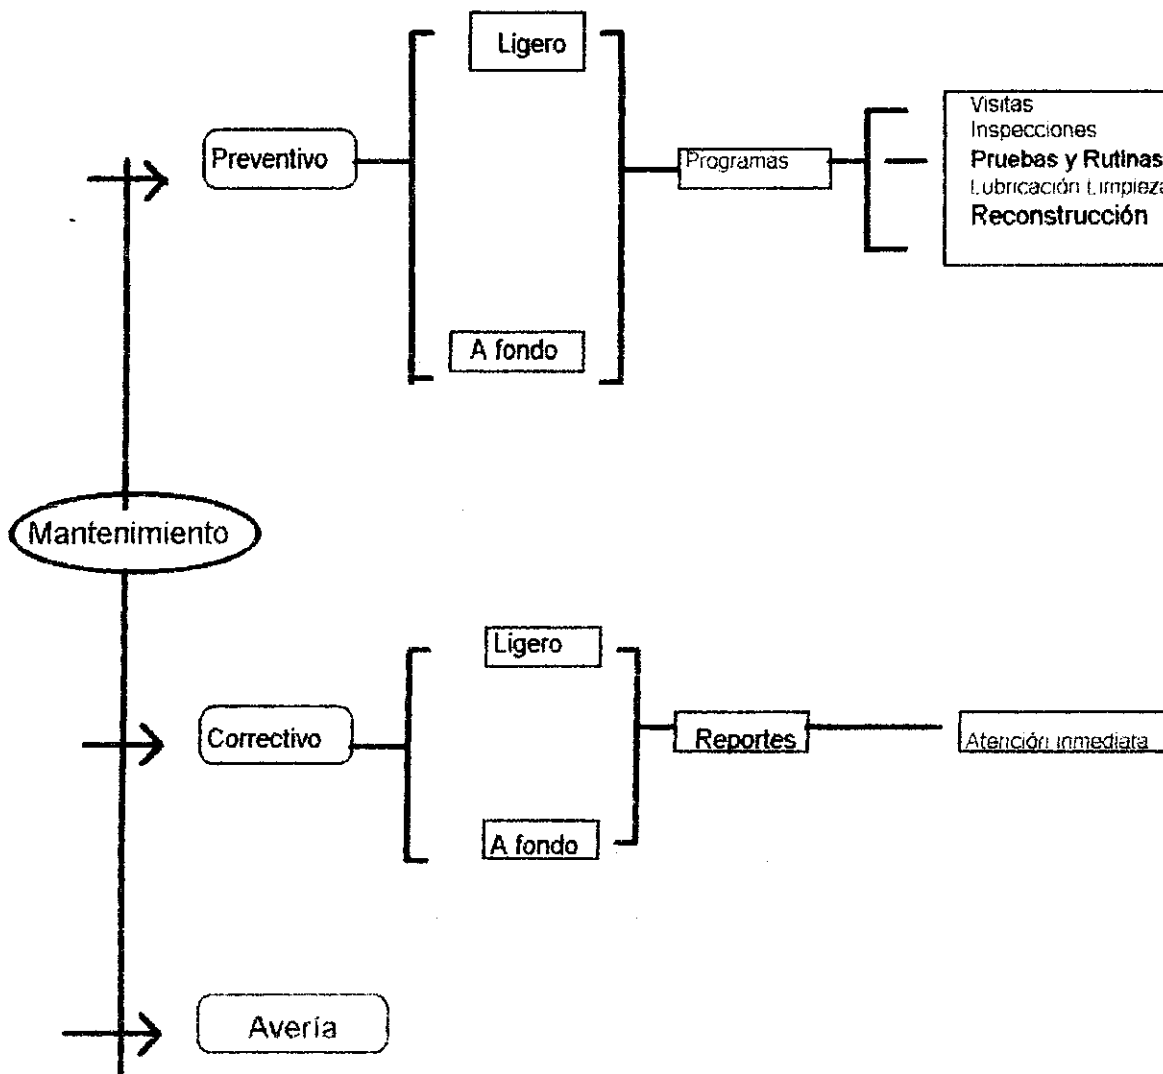 Ligero
Visitas
Inspecciones
Preventivo
Programas
Pruebas y Rutinas
Lubricación Limpieza
Reconstrucción
A fondo
Mantenimiento
Ligero
Correctivo
Reportes
Atención inmediata
A fondo
Avería